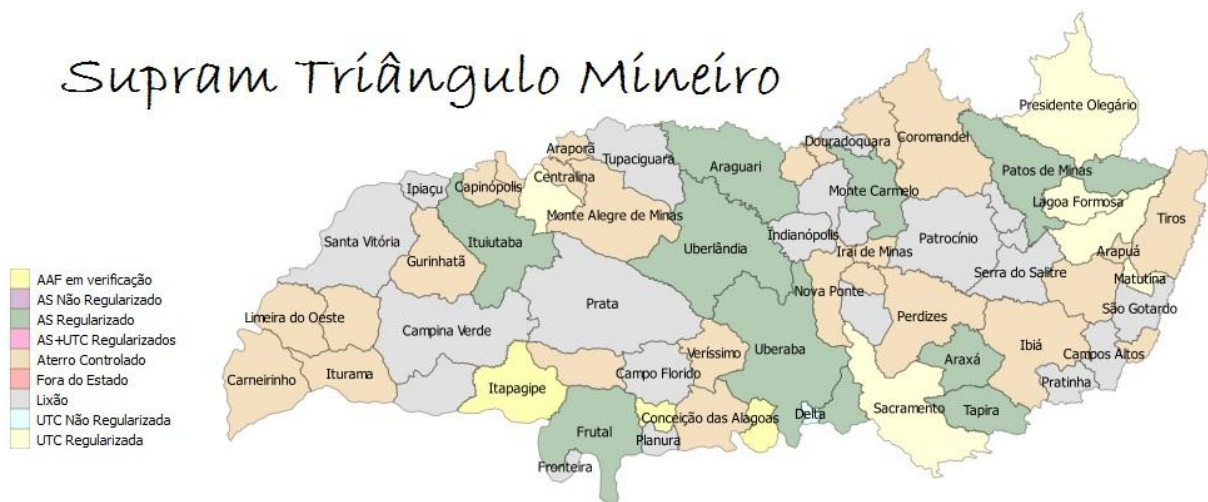 Supram Triângulo Mineiro
Presidente Olegário
Coromandel
Douradoquara
Araporã
Tupaciguara
Araguari
Patos de Minas
Centralina
Capinópolis
Ipiaçu
Monte Carmelo
Lagoa Formosa
Monte Alegre de Minas
Tiros
Santa Vitória
Ituiutaba
Uberlândia
Indianópolis
Patrocínio
Iraí de Minas
Arapuá
Gurinhatã
Serra do Salitre
Matutina
Nova Ponte
Prata
São Gotardo
Limeira do Oeste
Perdizes
Campina Verde
Ibiá
Veríssimo
Uberaba
Campos Altos
Araxá
Carneirinho
Iturama
Campo Florido
Pratinha
Itapagipe
Sacramento
Tapira
Conceição das Alagoas
Delta
Frutal
Planura
Fronteira
AAF em verificação
AS Não Regularizado
AS Regularizado
AS+UTC Regularizados
Aterro Controlado
Fora do Estado
Lixão
UTC Não Regularizada
UTC Regularizada